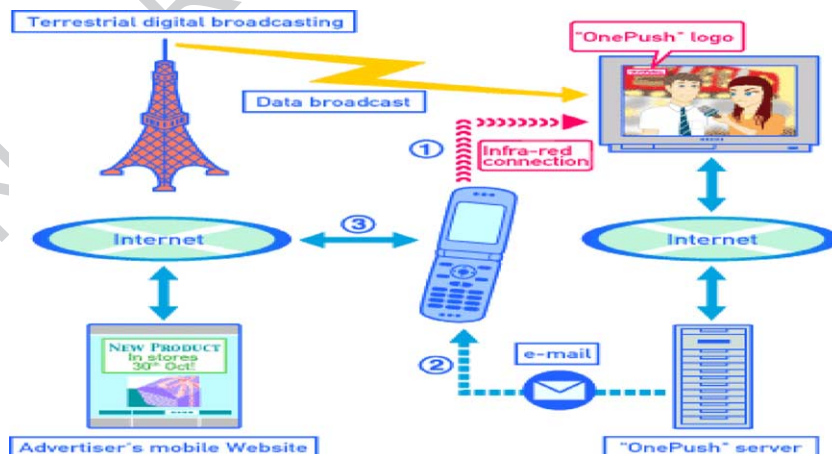 Terrestrial digital broadcasting
"OnePush" logo
Data broadcast
①
Infra-red
connection
Internet
③
Internet
NEW PRODUCT
In stores
30th Oct!
②
e-mail
Advertiser's mobile Website
"OnePush" server